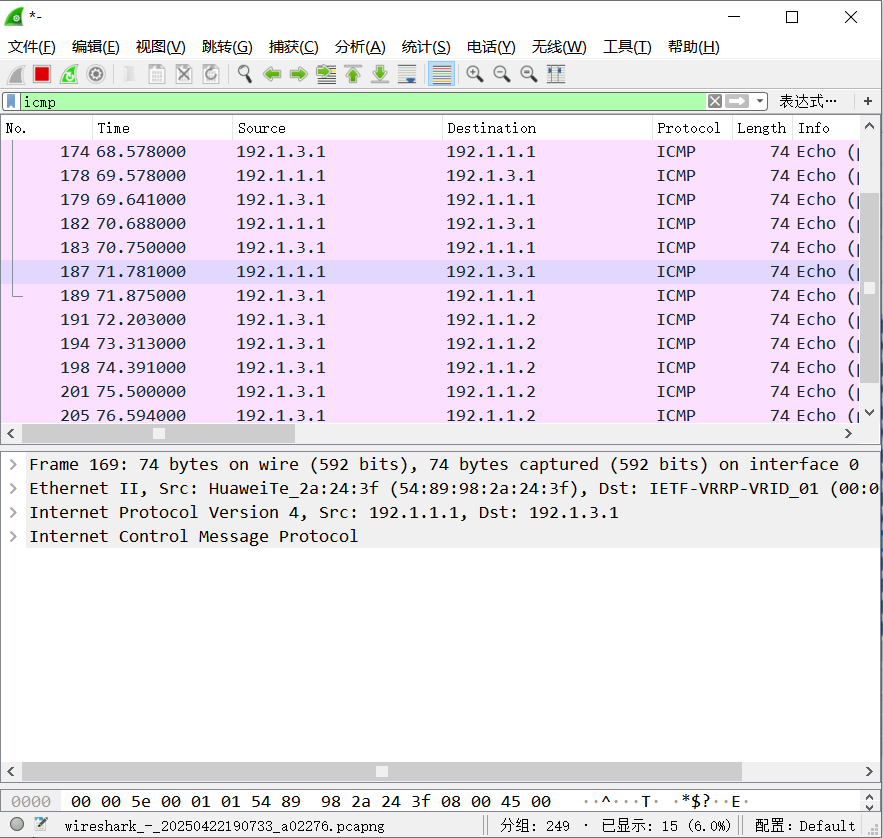 *-
文件(F) 编辑(E) 视图(V) 跳转(G) 捕获(C) 分析(A) 统计(S) 电话(Y) 无线(W) 工具(T) 帮助(H)
icmp 表达式… +
No. Time Source Destination Protocol Length Info
174 68.578000 192.1.3.1 192.1.1.1 ICMP 74 Echo (
178 69.578000 192.1.1.1 192.1.3.1 ICMP 74 Echo (
179 69.641000 192.1.3.1 192.1.1.1 ICMP 74 Echo (
182 70.688000 192.1.1.1 192.1.3.1 ICMP 74 Echo (
183 70.750000 192.1.3.1 192.1.1.1 ICMP 74 Echo (
187 71.781000 192.1.1.1 192.1.3.1 ICMP 74 Echo (
189 71.875000 192.1.3.1 192.1.1.1 ICMP 74 Echo (
191 72.203000 192.1.3.1 192.1.1.2 ICMP 74 Echo (
194 73.313000 192.1.3.1 192.1.1.2 ICMP 74 Echo (
198 74.391000 192.1.3.1 192.1.1.2 ICMP 74 Echo (
201 75.500000 192.1.3.1 192.1.1.2 ICMP 74 Echo (
205 76.594000 192.1.3.1 192.1.1.2 ICMP 74 Echo (
Frame 169: 74 bytes on wire (592 bits), 74 bytes captured (592 bits) on interface 0
Ethernet II, Src: HuaweiTe_2a:24:3f (54:89:98:2a:24:3f), Dst: IETF-VRRP-VRID_01 (00:0
Internet Protocol Version 4, Src: 192.1.1.1, Dst: 192.1.3.1
Internet Control Message Protocol
0000 00 00 5e 00 01 01 54 89 98 2a 24 3f 08 00 45 00 ··^···T· ·*$?··E·
wireshark_-_20250422190733_a02276.pcapng 分组: 249 · 已显示: 15 (6.0%) 配置: Default